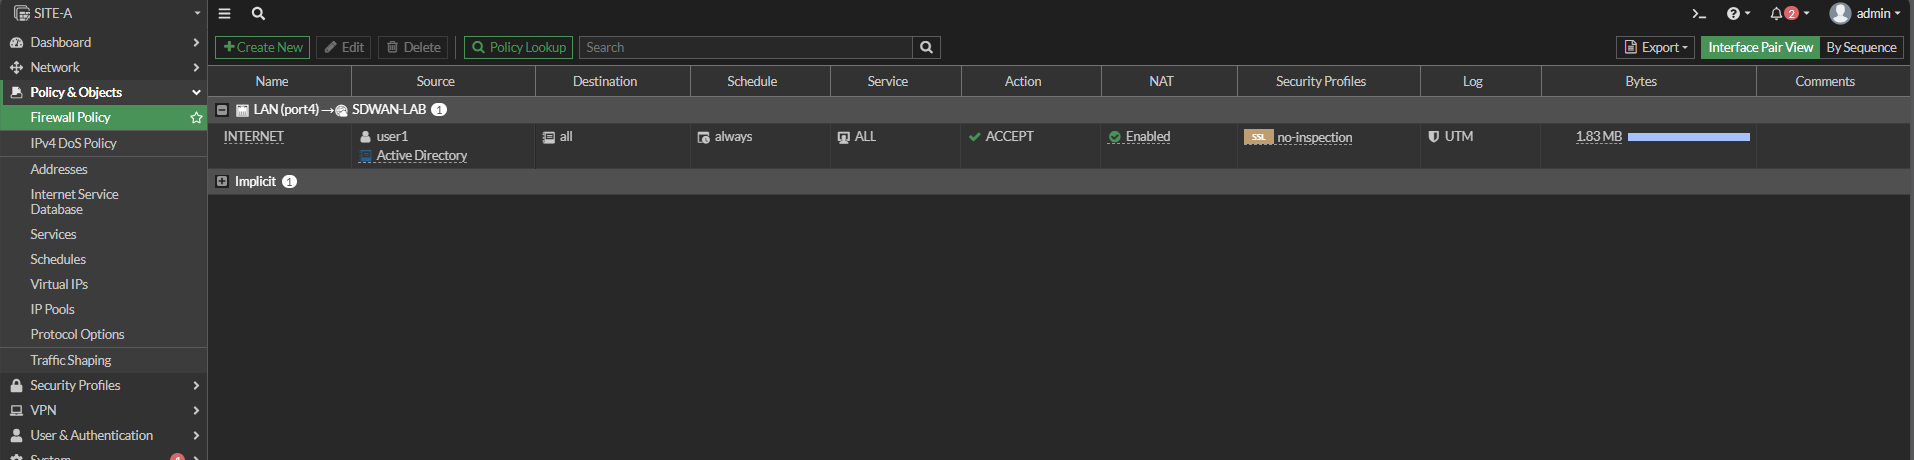 SITE-A
admin
2
Dashboard
Network
Policy & Objects
Firewall Policy
IPv4 DoS Policy
Addresses
Internet Service
Database
Services
Schedules
Virtual IPs
IP Pools
Protocol Options
Traffic Shaping
Security Profiles
VPN
User & Authentication
System 1
+Create New Edit Delete Policy Lookup Search Export Interface Pair View By Sequence
Name Source Destination Schedule Service Action NAT Security Profiles Log Bytes Comments
LAN (port4) → SDWAN-LAB 1
INTERNET user1 all always ALL ACCEPT Enabled SSL no-inspection UTM 1.83 MB
Active Directory
Implicit 1